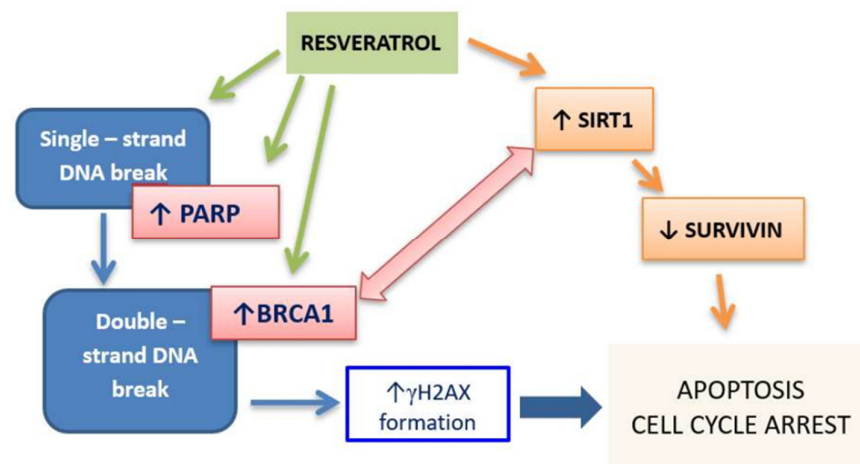 RESVERATROL
Single – strand
DNA break
↑ PARP
↑ SIRT1
↓ SURVIVIN
Double –
strand DNA
break
↑BRCA1
↑γH2AX
formation
APOPTOSIS
CELL CYCLE ARREST